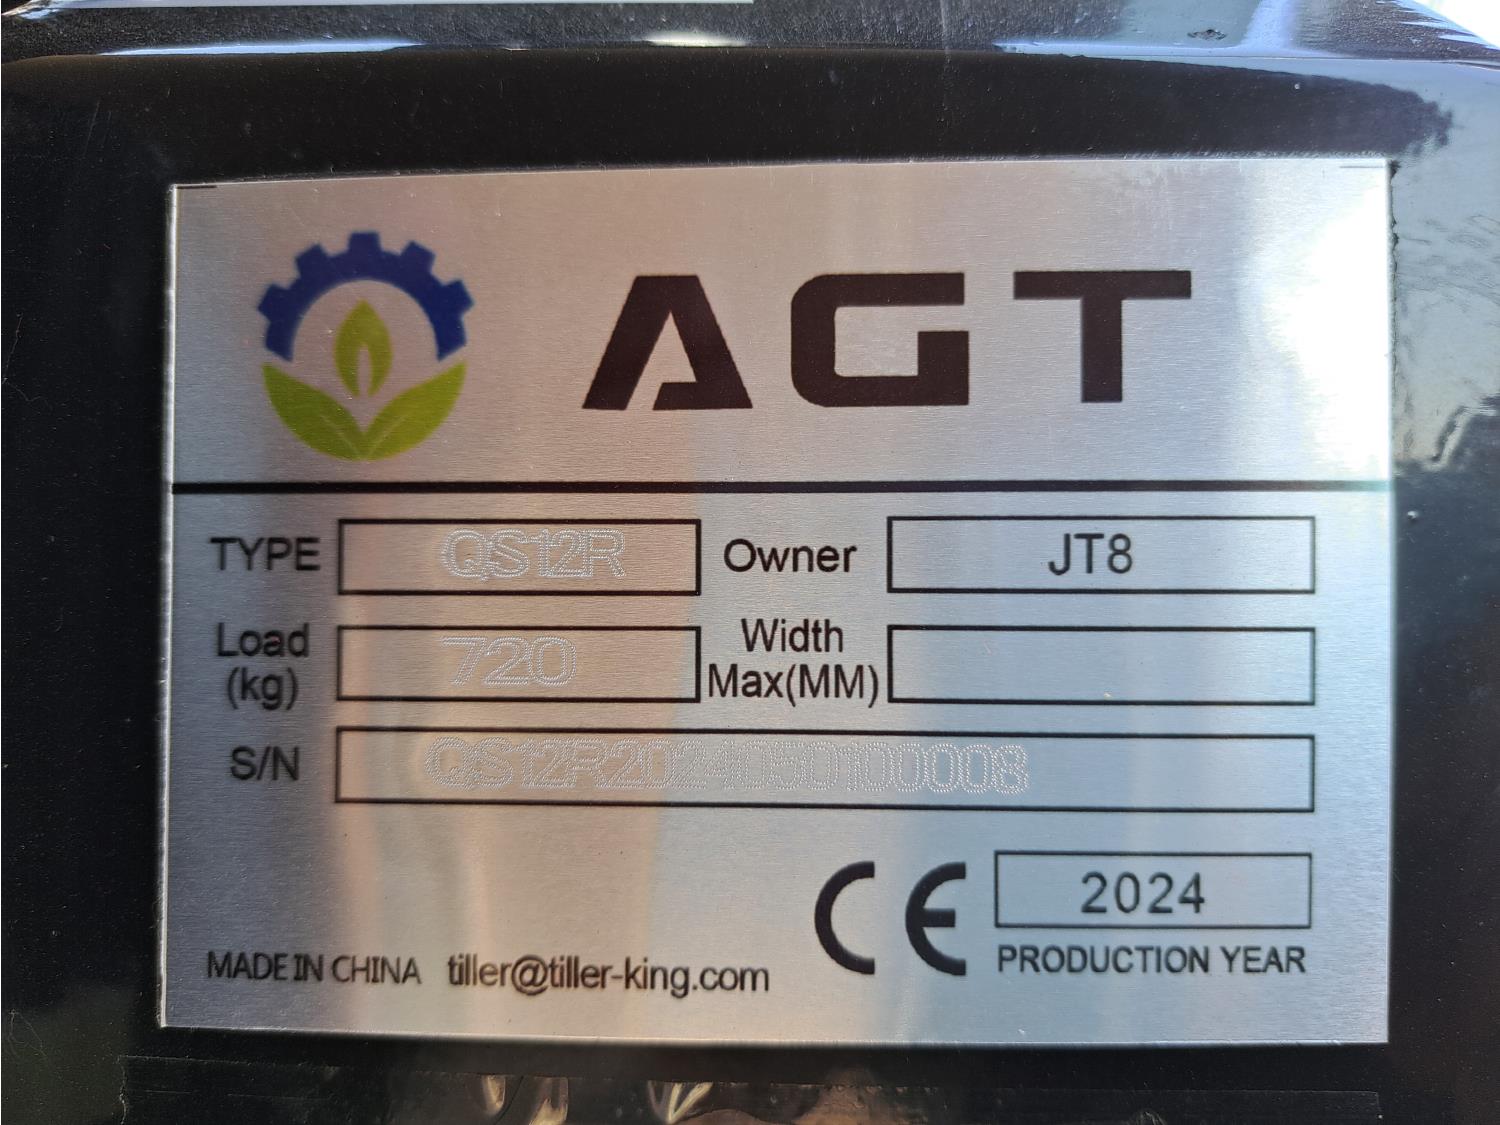 AGT
TYPE QS12R Owner JT8
Load (kg) 720 Width Max(MM)
S/N QS12R2024050100008
CE 2024
PRODUCTION YEAR
MADE IN CHINA tiller@tiller-king.com